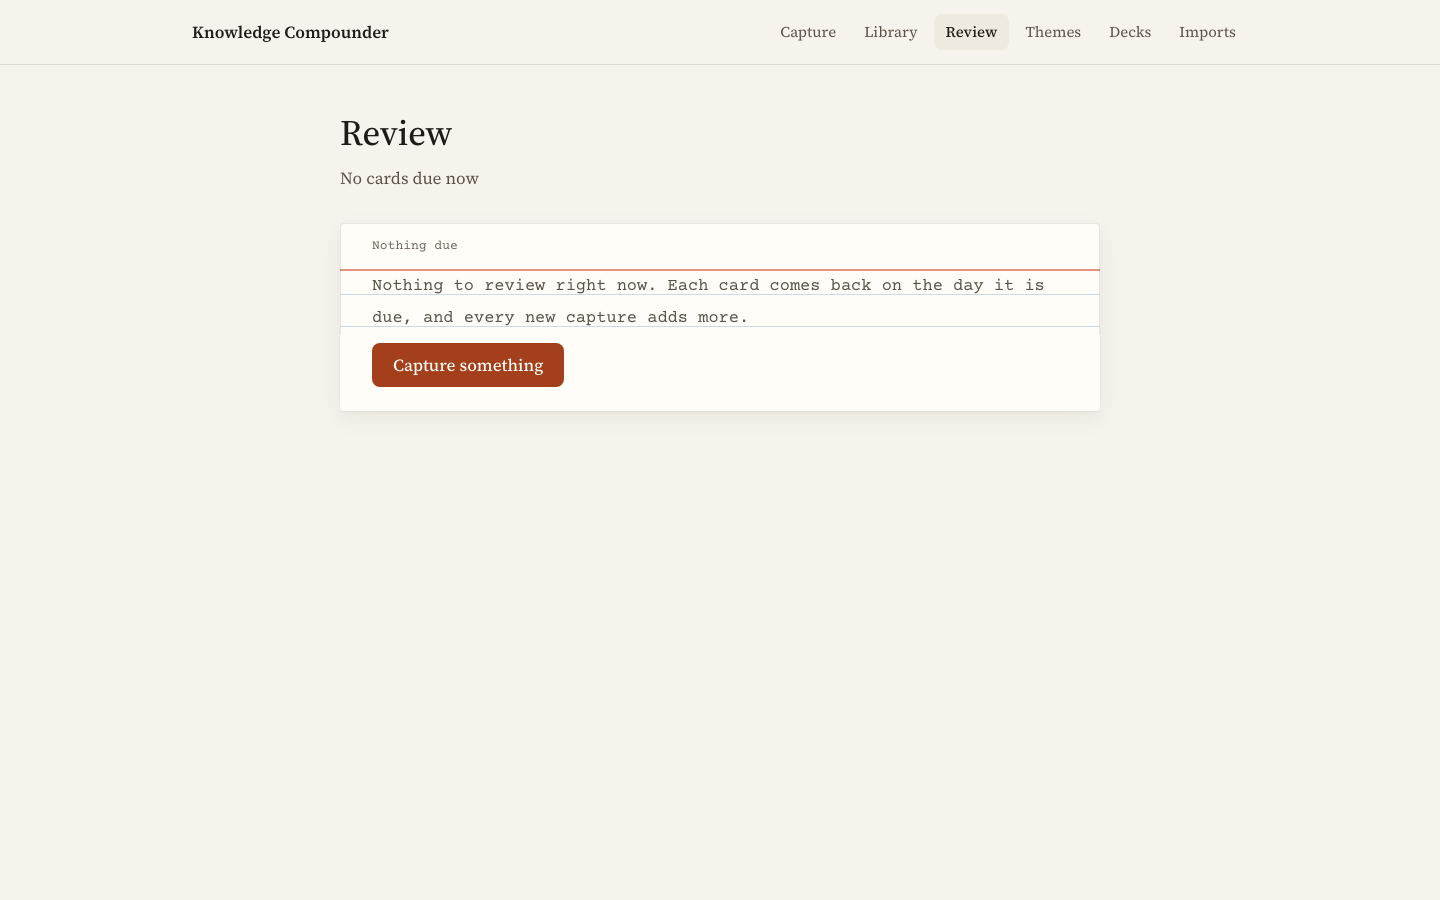 Knowledge Compounder
Capture
Library
Review
Themes
Decks
Imports
Review
No cards due now
Nothing due
Nothing to review right now. Each card comes back on the day it is
due, and every new capture adds more.
Capture something